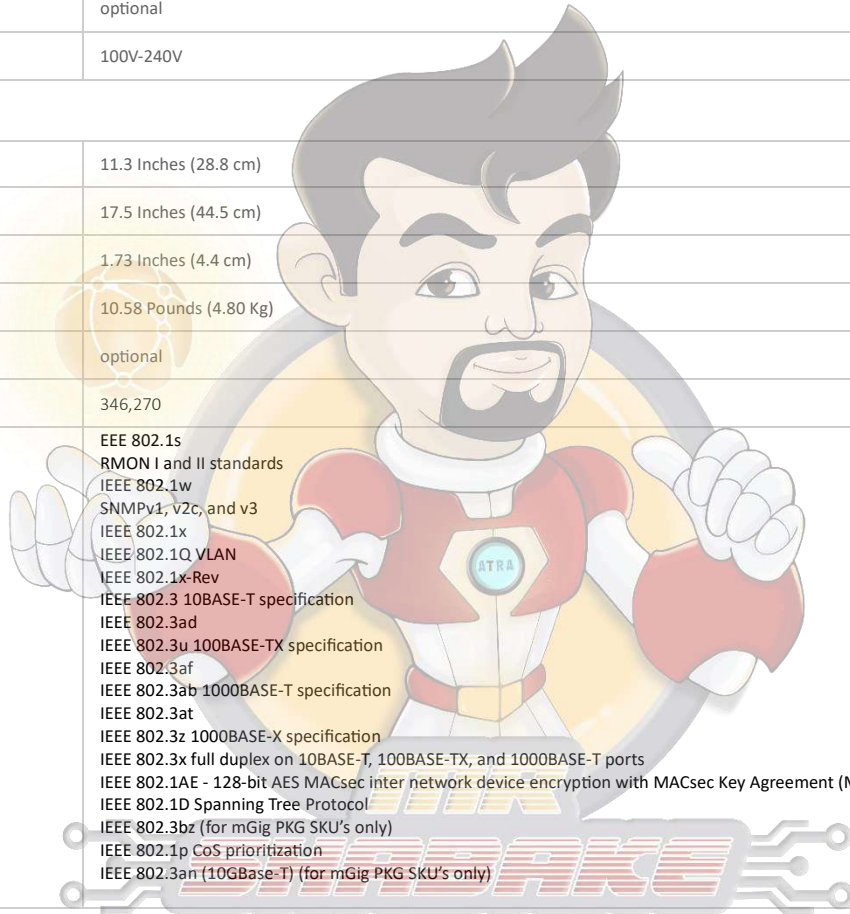 optional
100V-240V
11.3 Inches (28.8 cm)
17.5 Inches (44.5 cm)
1.73 Inches (4.4 cm)
10.58 Pounds (4.80 Kg)
optional
346,270
EEE 802.1s
RMON I and II standards
IEEE 802.1w
SNMPv1, v2c, and v3
IEEE 802.1x
IEEE 802.1Q VLAN
IEEE 802.1x-Rev
IEEE 802.3 10BASE-T specification
IEEE 802.3ad
IEEE 802.3u 100BASE-TX specification
IEEE 802.3af
IEEE 802.3ab 1000BASE-T specification
IEEE 802.3at
IEEE 802.3z 1000BASE-X specification
IEEE 802.3x full duplex on 10BASE-T, 100BASE-TX, and 1000BASE-T ports
IEEE 802.1AE - 128-bit AES MACsec inter network device encryption with MACsec Key Agreement (M
IEEE 802.1D Spanning Tree Protocol
IEEE 802.3bz (for mGig PKG SKU's only)
IEEE 802.1p CoS prioritization
IEEE 802.3an (10GBase-T) (for mGig PKG SKU's only)
ATRA
MR
SHABAKE